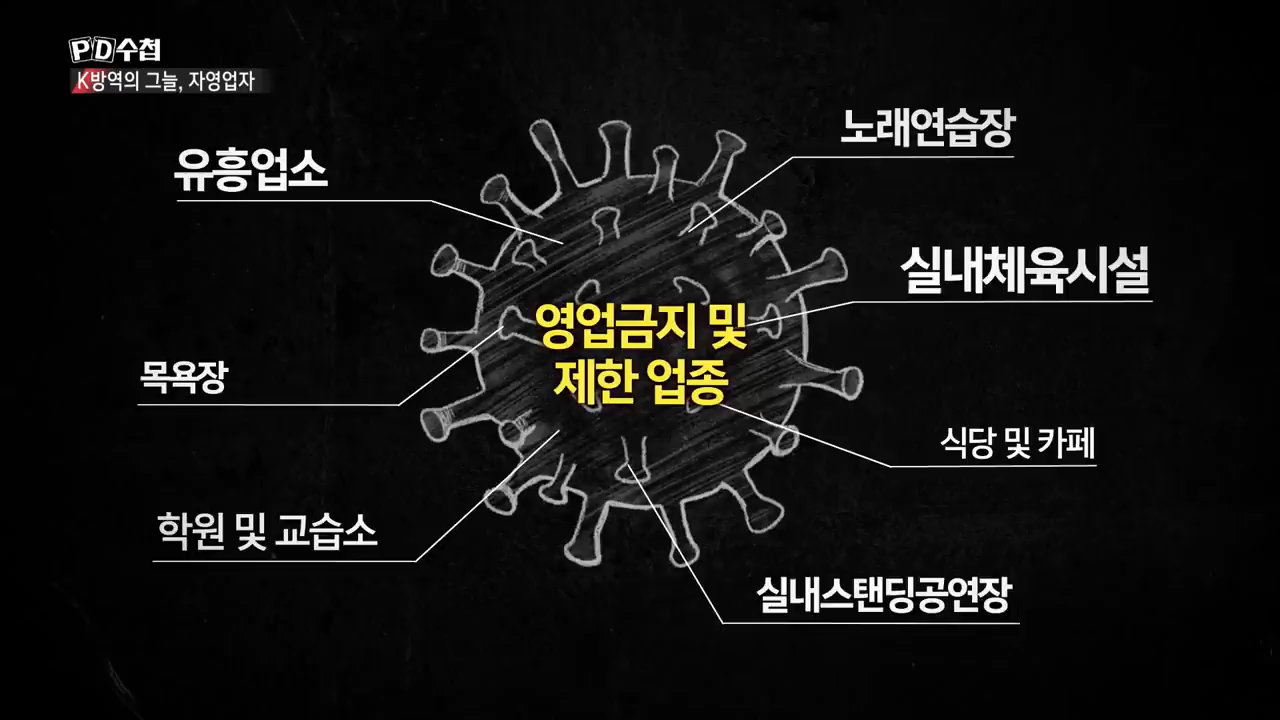 PD수첩
K방역의 그늘, 자영업자
노래연습장
유흥업소
실내체육시설
영업금지 및
제한 업종
목욕장
식당 및 카페
학원 및 교습소
실내스탠딩공연장